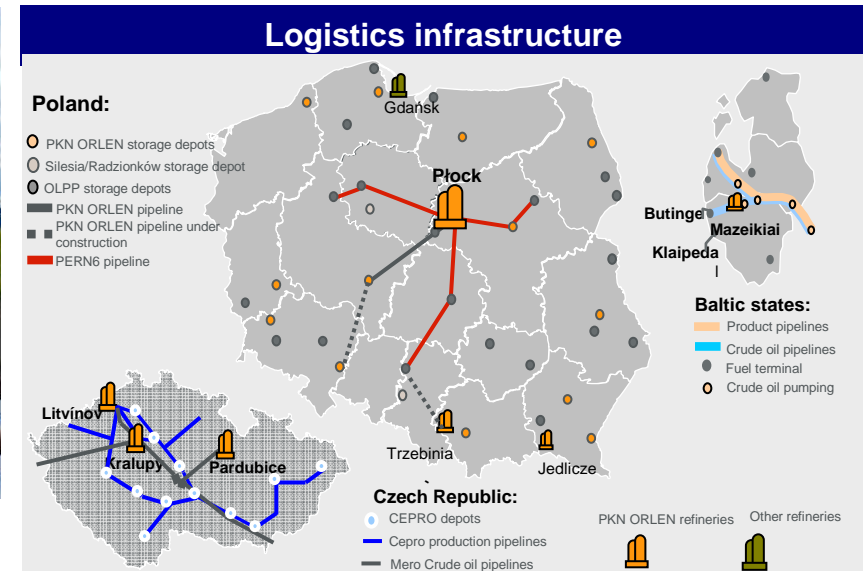 Logistics infrastructure
Poland:
PKN ORLEN storage depots
Silesia/Radzionków storage depot
OLPP storage depots
PKN ORLEN pipeline
PKN ORLEN pipeline under
construction
PERN6 pipeline
Gdańsk
Płock
Trzebinia
Jedlicze
Butinge
Mazeikiai
Klaipeda
l
Baltic states:
Product pipelines
Crude oil pipelines
Fuel terminal
Crude oil pumping
Litvínov
Kralupy
Pardubice
Czech Republic:
CEPRO depots
Cepro production pipelines
Mero Crude oil pipelines
PKN ORLEN refineries
Other refineries